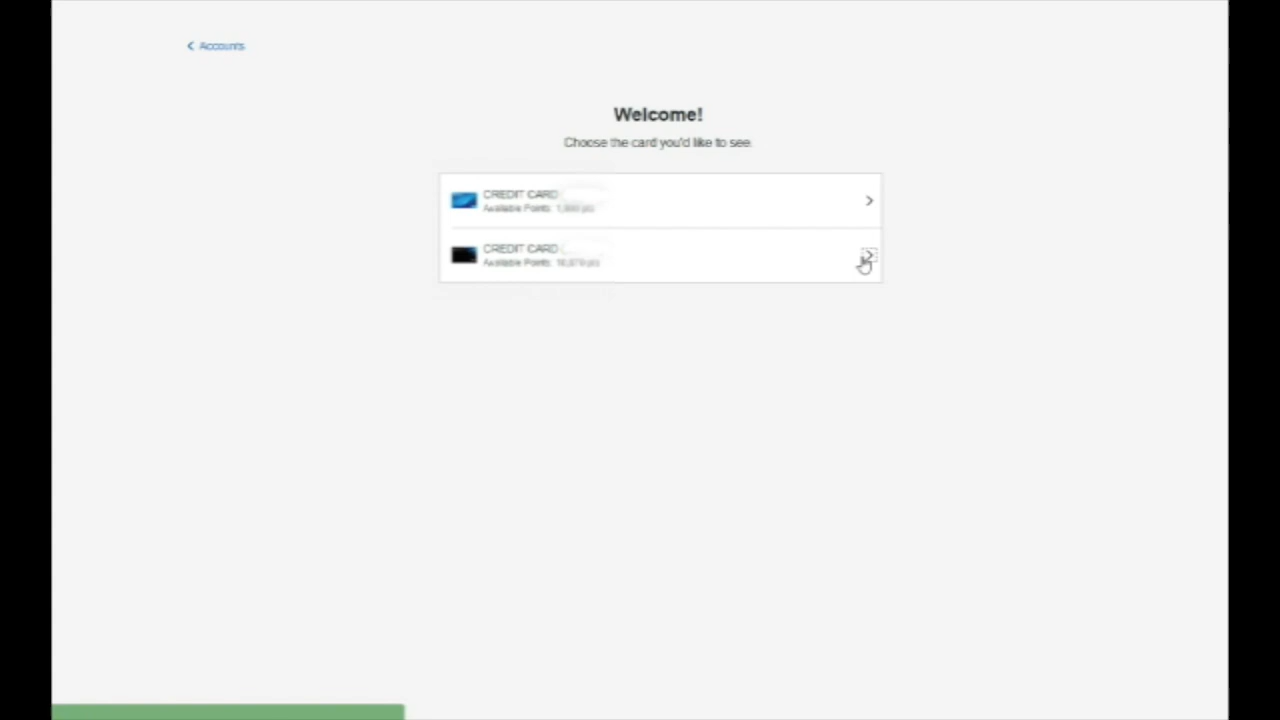 Accounts
Welcome!
Choose the card you'd like to see.
CREDIT CARD
Available Points:
CREDIT CARD
Available Points: